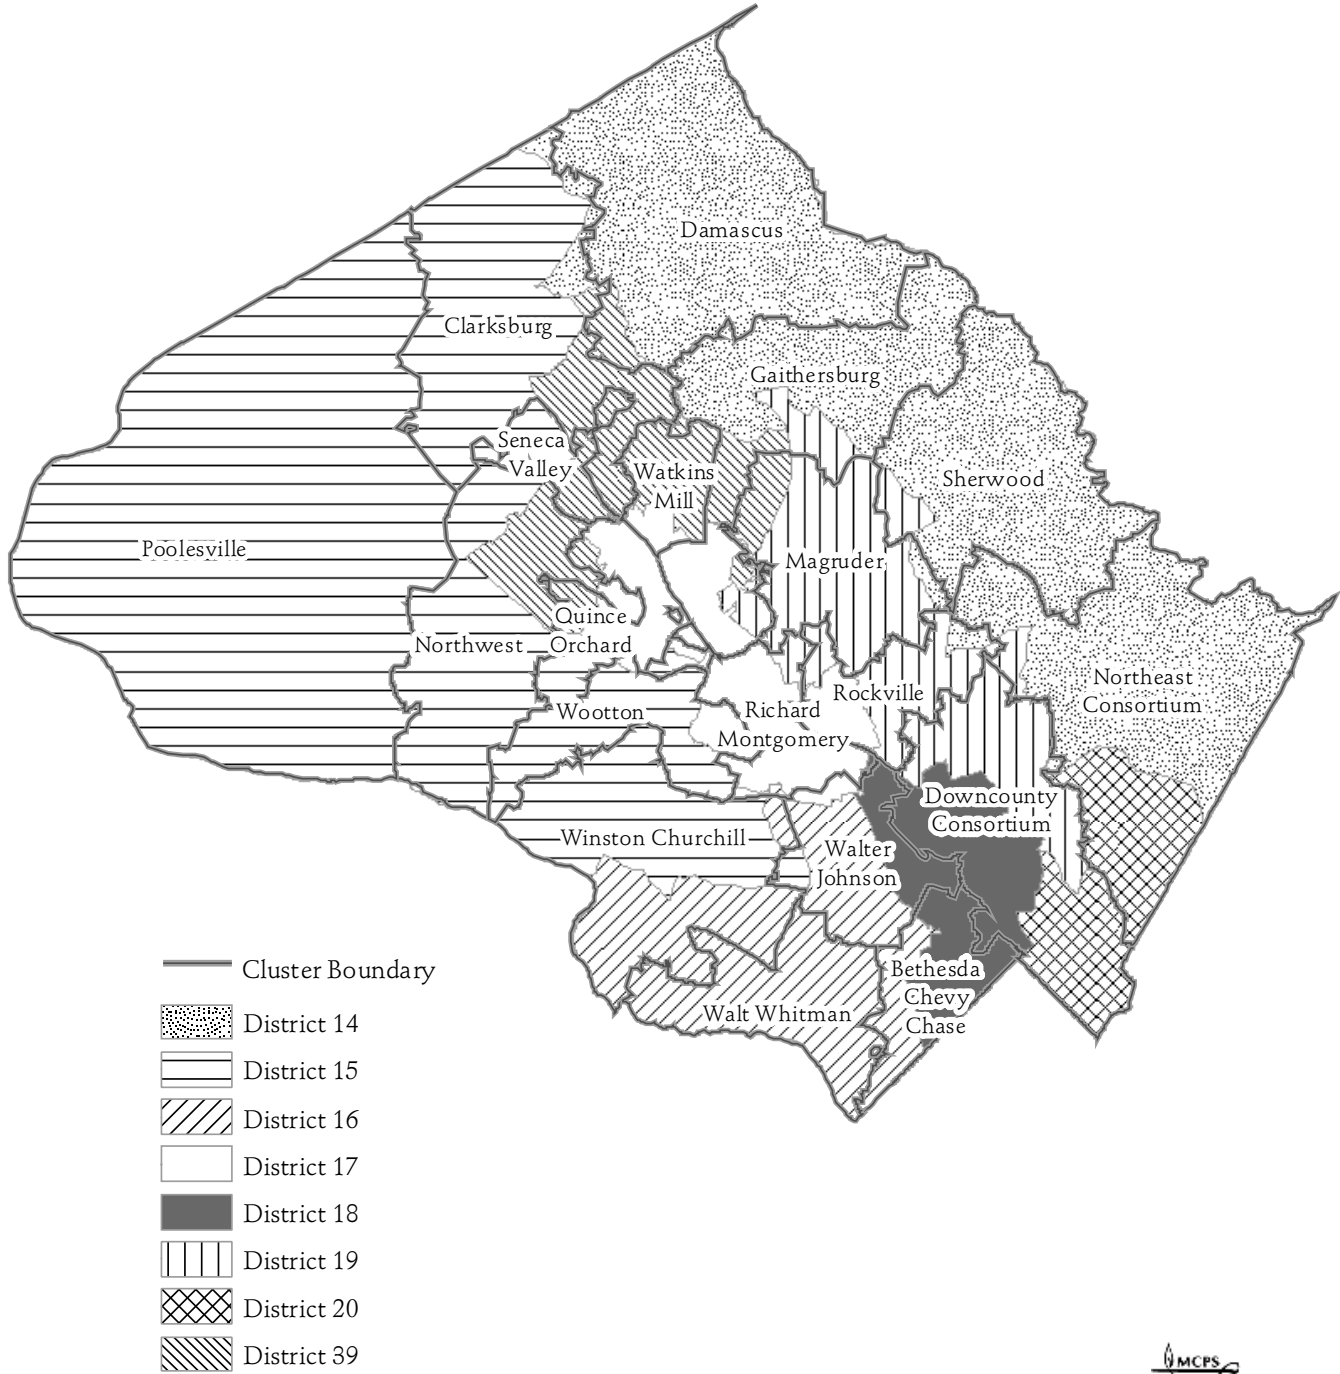 Damascus
Clarksburg
Gaithersburg
Seneca
Valley
Watkins
Mill
Sherwood
Poolesville
Magruder
Quince
Orchard
Northwest
Northeast
Consortium
Rockville
Wootton
Richard
Montgomery
Downcounty
Consortium
Winston Churchill
Walter
Johnson
Bethesda
Chevy
Chase
Walt Whitman
Cluster Boundary
District 14
District 15
District 16
District 17
District 18
District 19
District 20
District 39
MCPS